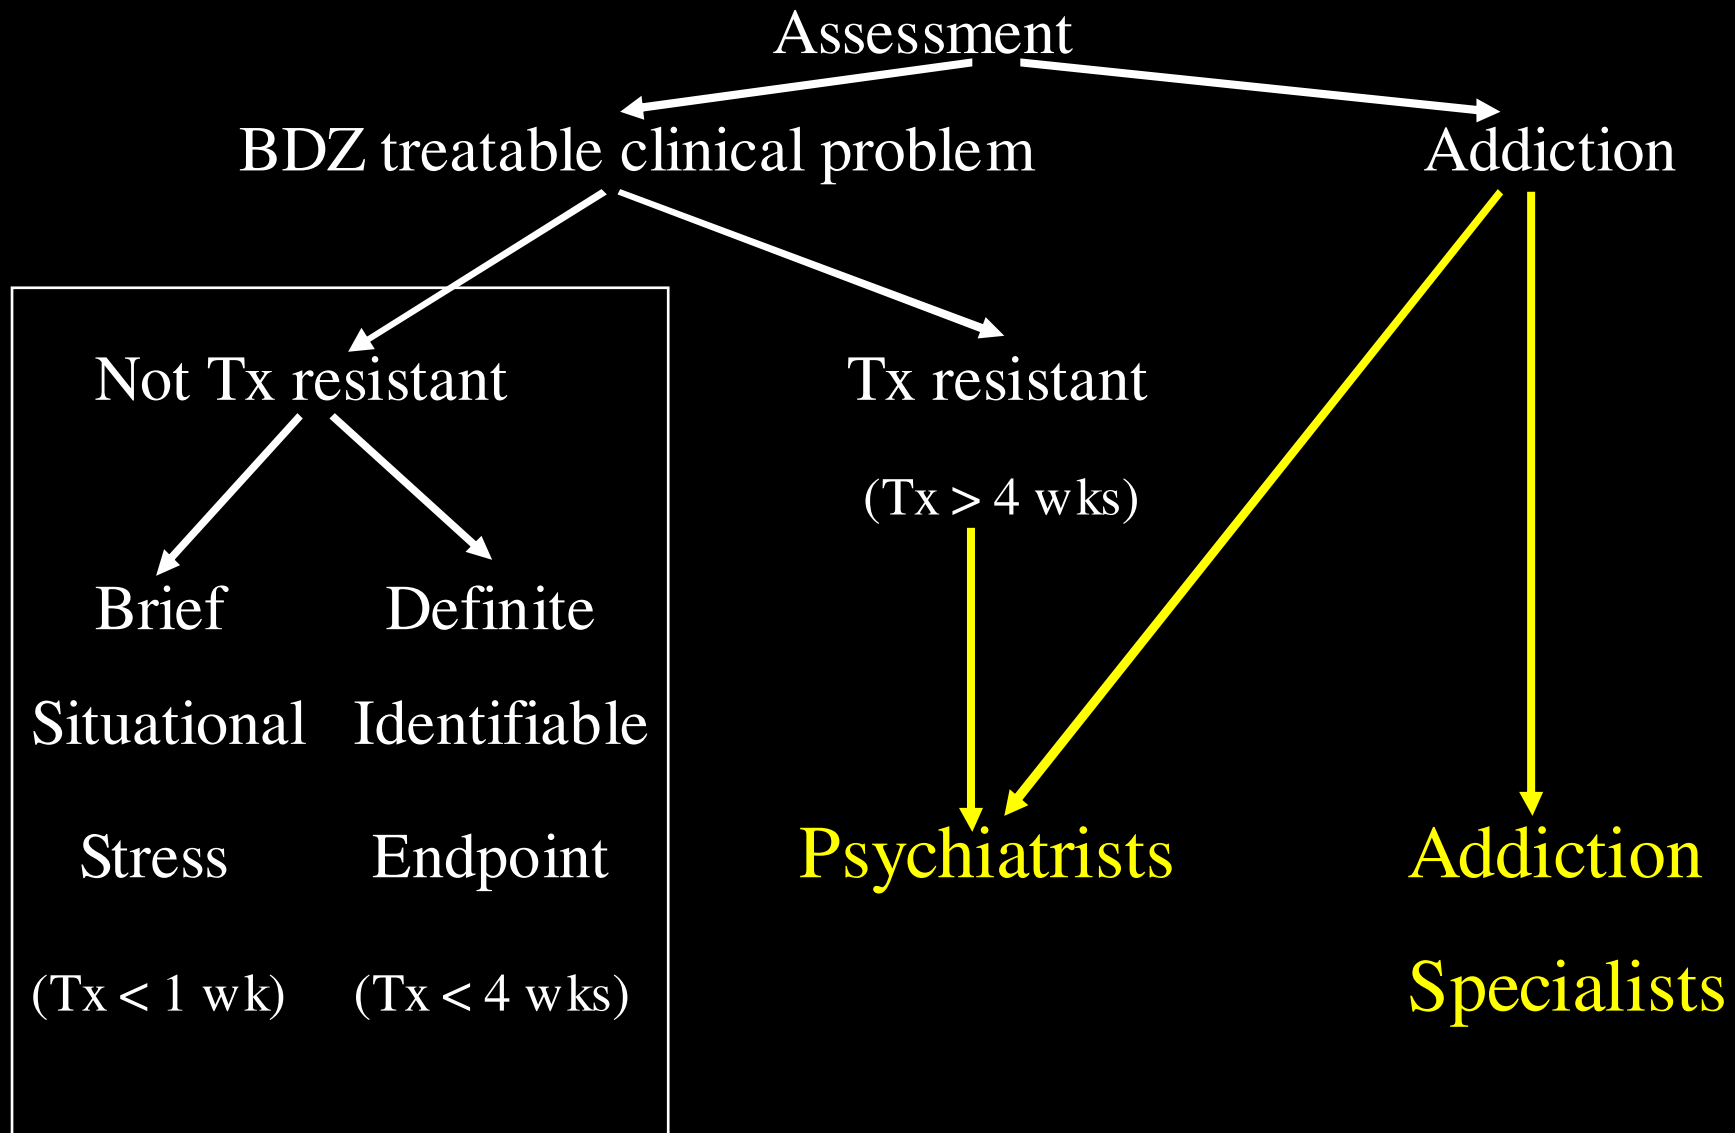 Assessment
BDZ treatable clinical problem
Addiction
Not Tx resistant
Tx resistant
(Tx > 4 wks)
Brief
Situational
Stress
(Tx < 1 wk)
Definite
Identifiable
Endpoint
(Tx < 4 wks)
Psychiatrists
Addiction
Specialists